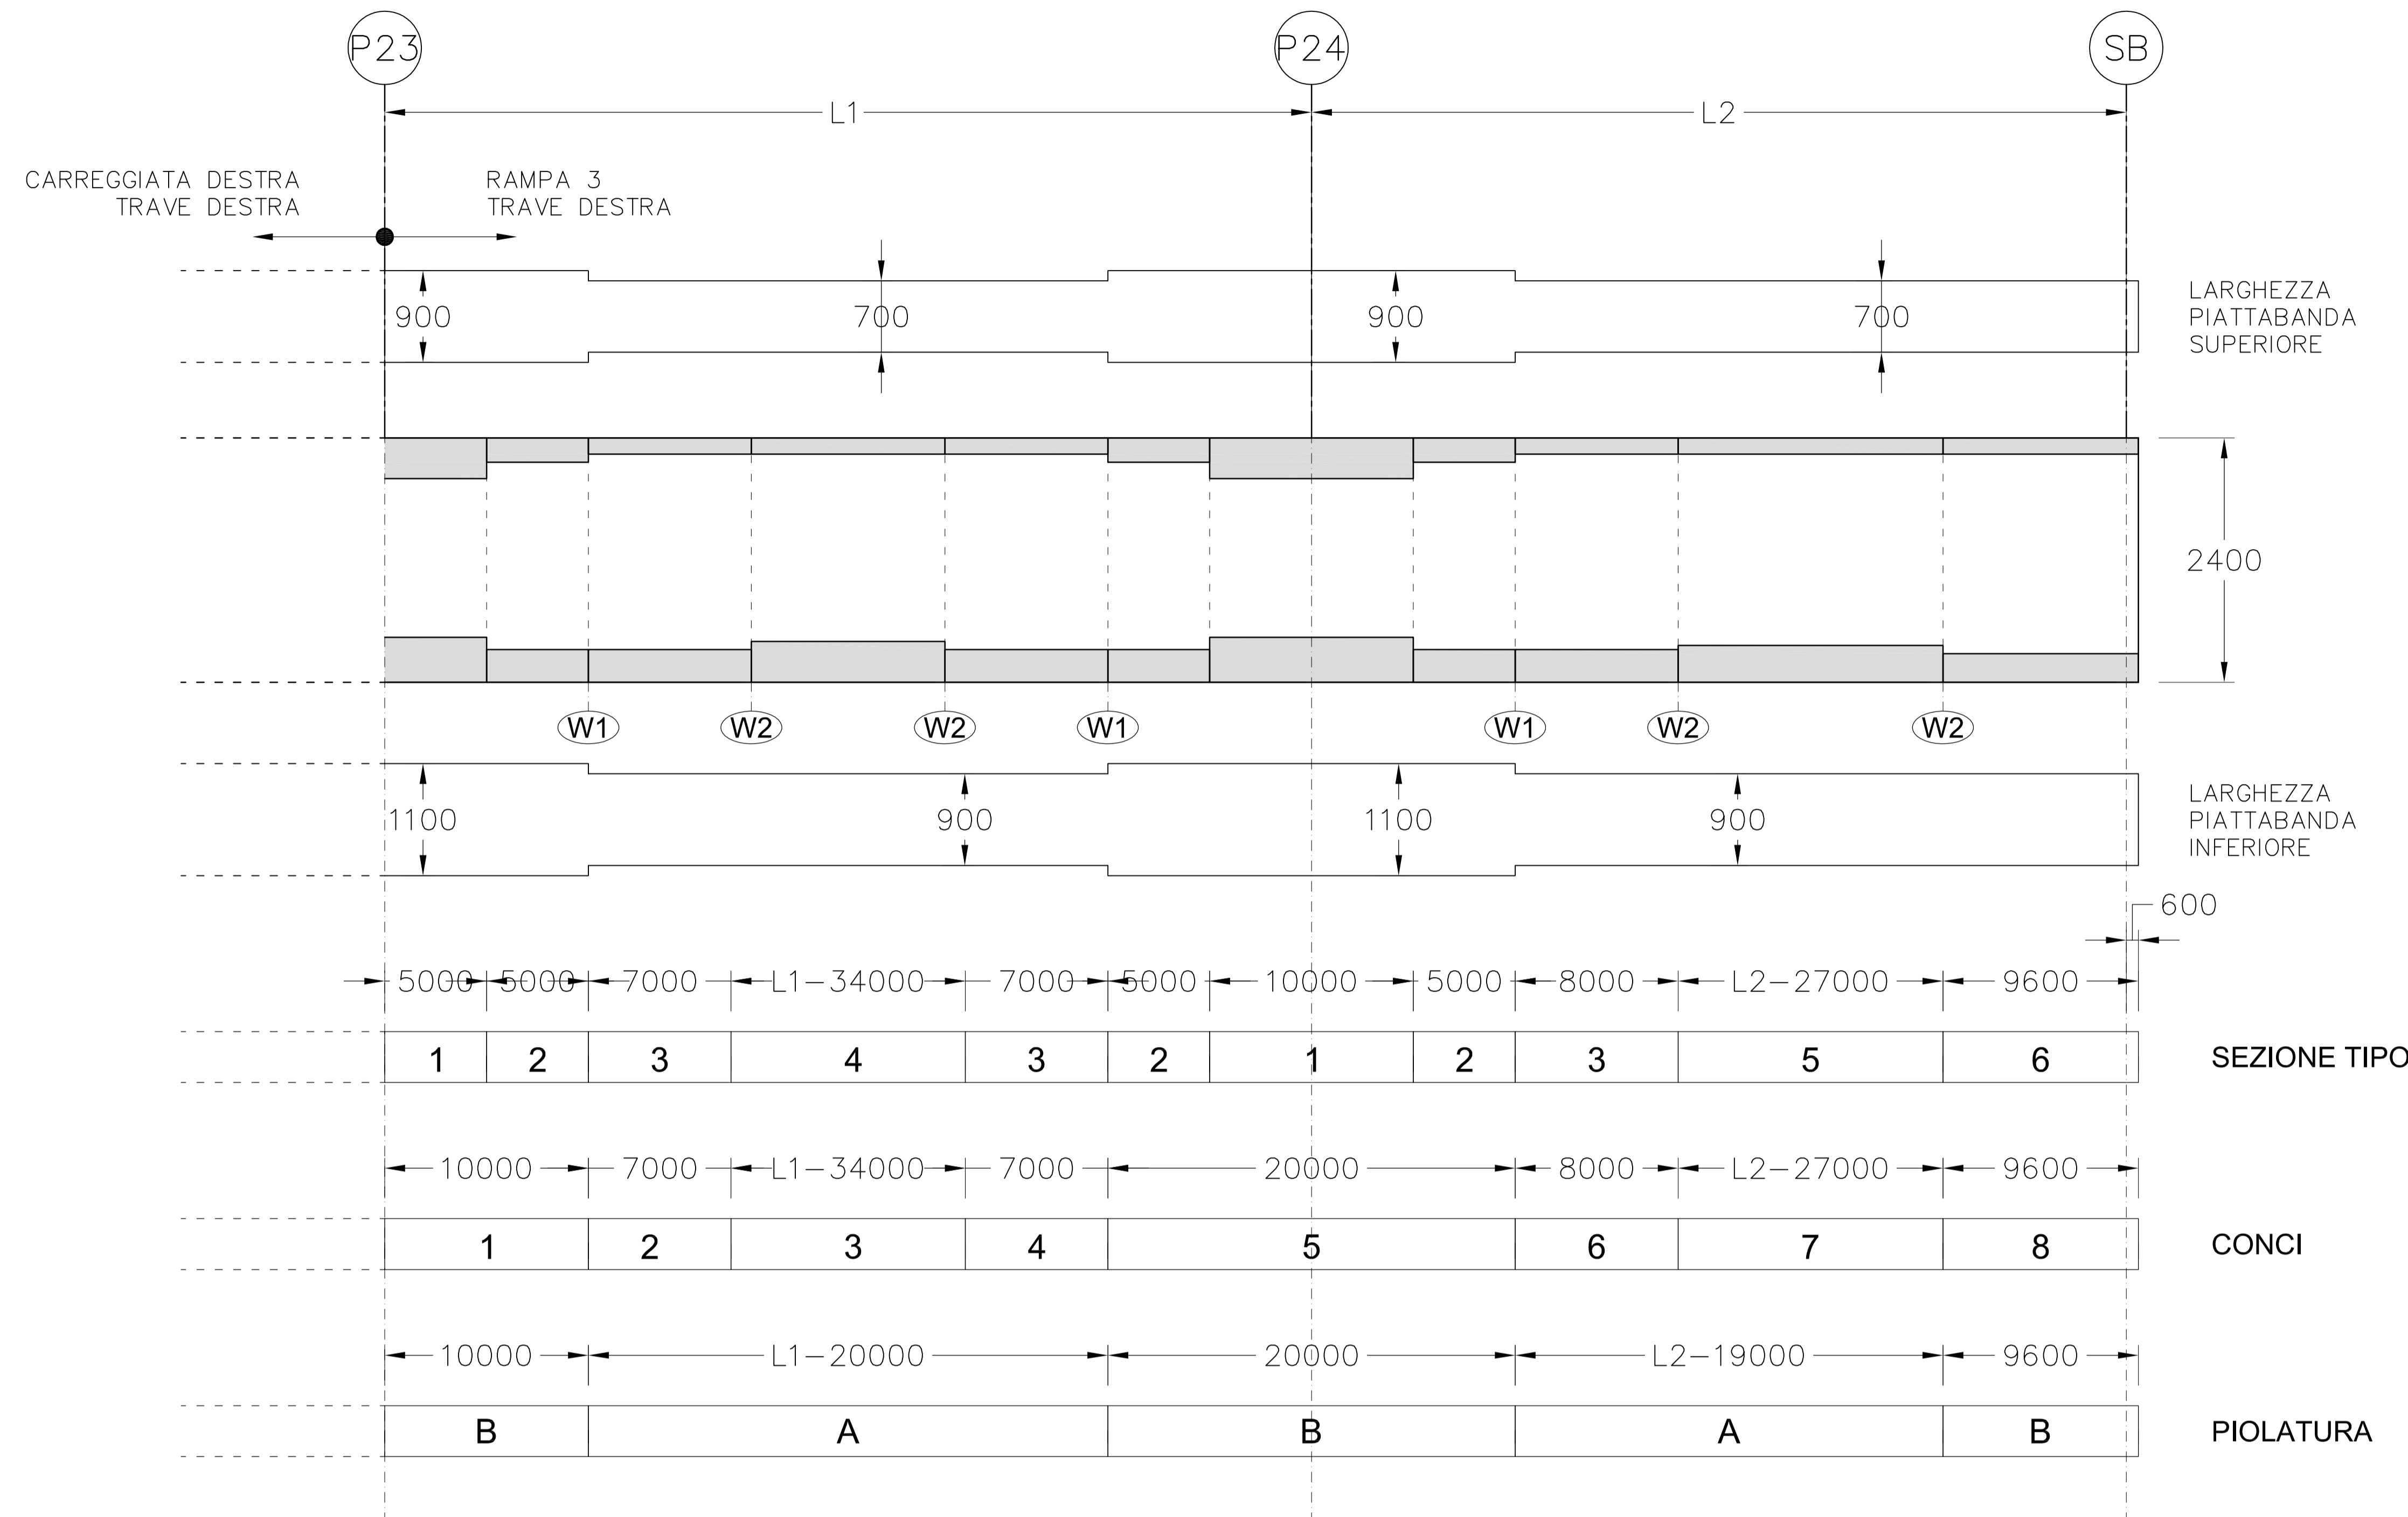 P23
P24
SB
L1
L2
CARREGGIATA DESTRA
TRAVE DESTRA
RAMPA 3
TRAVE DESTRA
900
700
900
700
LARGHEZZA
PIATTABANDA
SUPERIORE
2400
W1
W2
W2
W1
W1
W2
W2
1100
900
1100
900
LARGHEZZA
PIATTABANDA
INFERIORE
600
5000 5000 7000 L1-34000 7000 5000 10000 5000 8000 L2-27000 9600
1 2 3 4 3 2 1 2 3 5 6 SEZIONE TIPO
10000 7000 L1-34000 7000 20000 8000 L2-27000 9600
1 2 3 4 5 6 7 8 CONCI
10000 L1-20000 20000 L2-19000 9600
B A B A B PIOLATURA